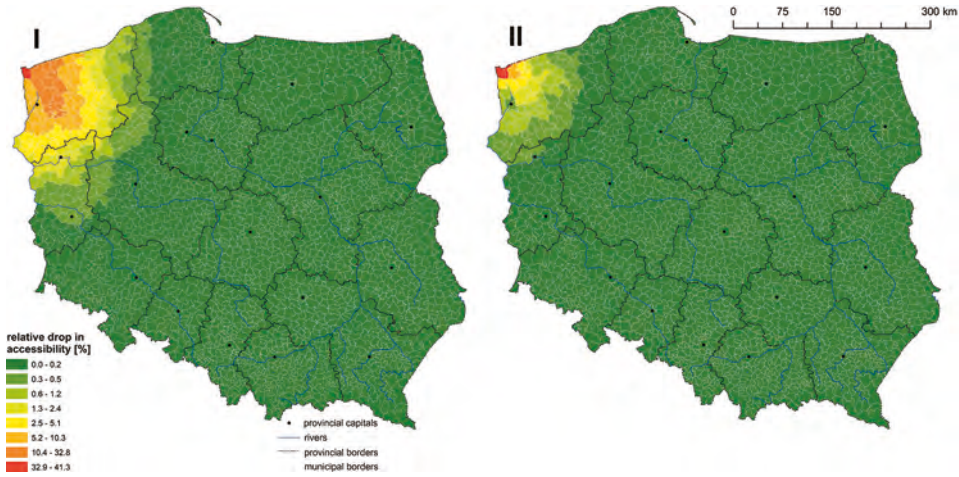 I
II
0 75 150 300 km
relative drop in
accessibility [%]
0.0 - 0.2
0.3 - 0.5
0.6 - 1.2
1.3 - 2.4
2.5 - 5.1
5.2 - 10.3
10.4 - 32.8
32.9 - 41.3
provincial capitals
rivers
provincial borders
municipal borders